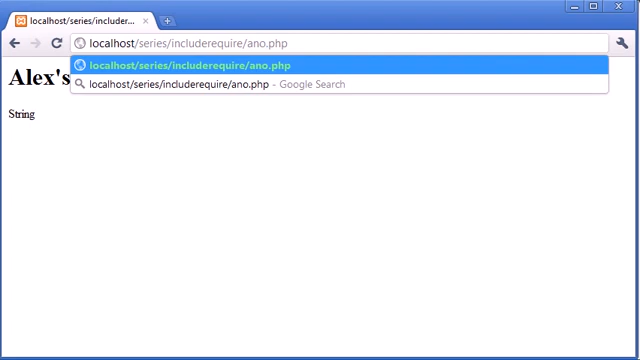 localhost/series/includerequire/...
localhost/series/includerequire/ano.php
localhost/series/includerequire/ano.php
localhost/series/includerequire/ano.php - Google Search
Alex's
String